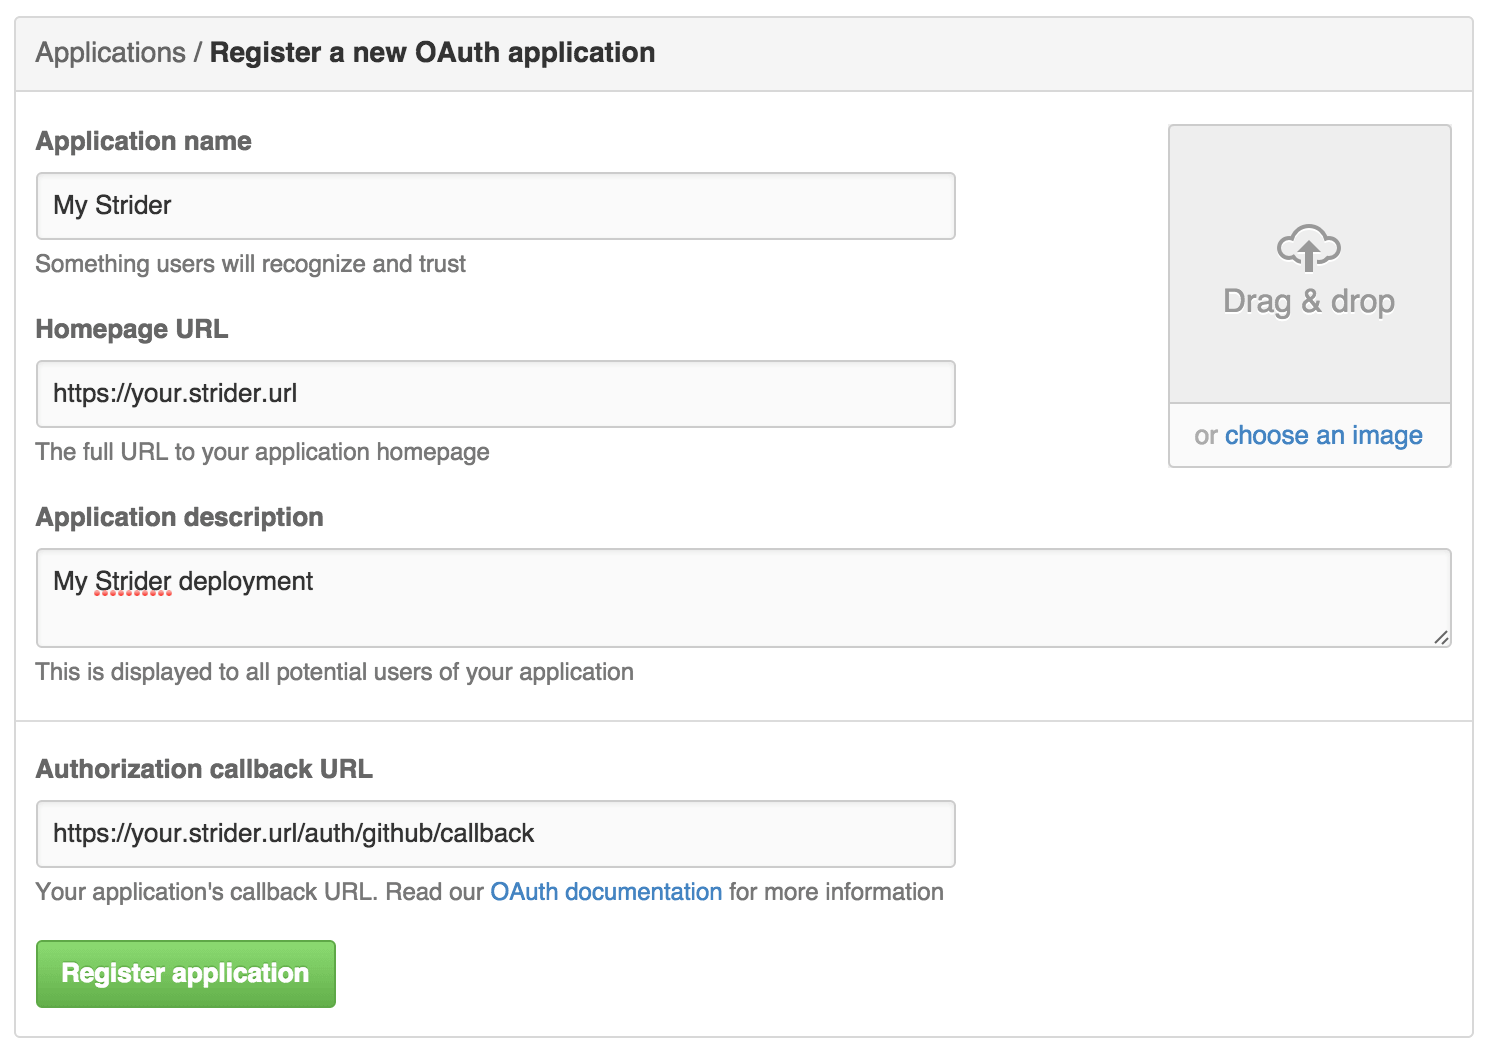 Applications / Register a new OAuth application
Application name
My Strider
Something users will recognize and trust
Homepage URL
https://your.strider.url
The full URL to your application homepage
Drag & drop
or choose an image
Application description
My Strider deployment
This is displayed to all potential users of your application
Authorization callback URL
https://your.strider.url/auth/github/callback
Your application's callback URL. Read our OAuth documentation for more information
Register application